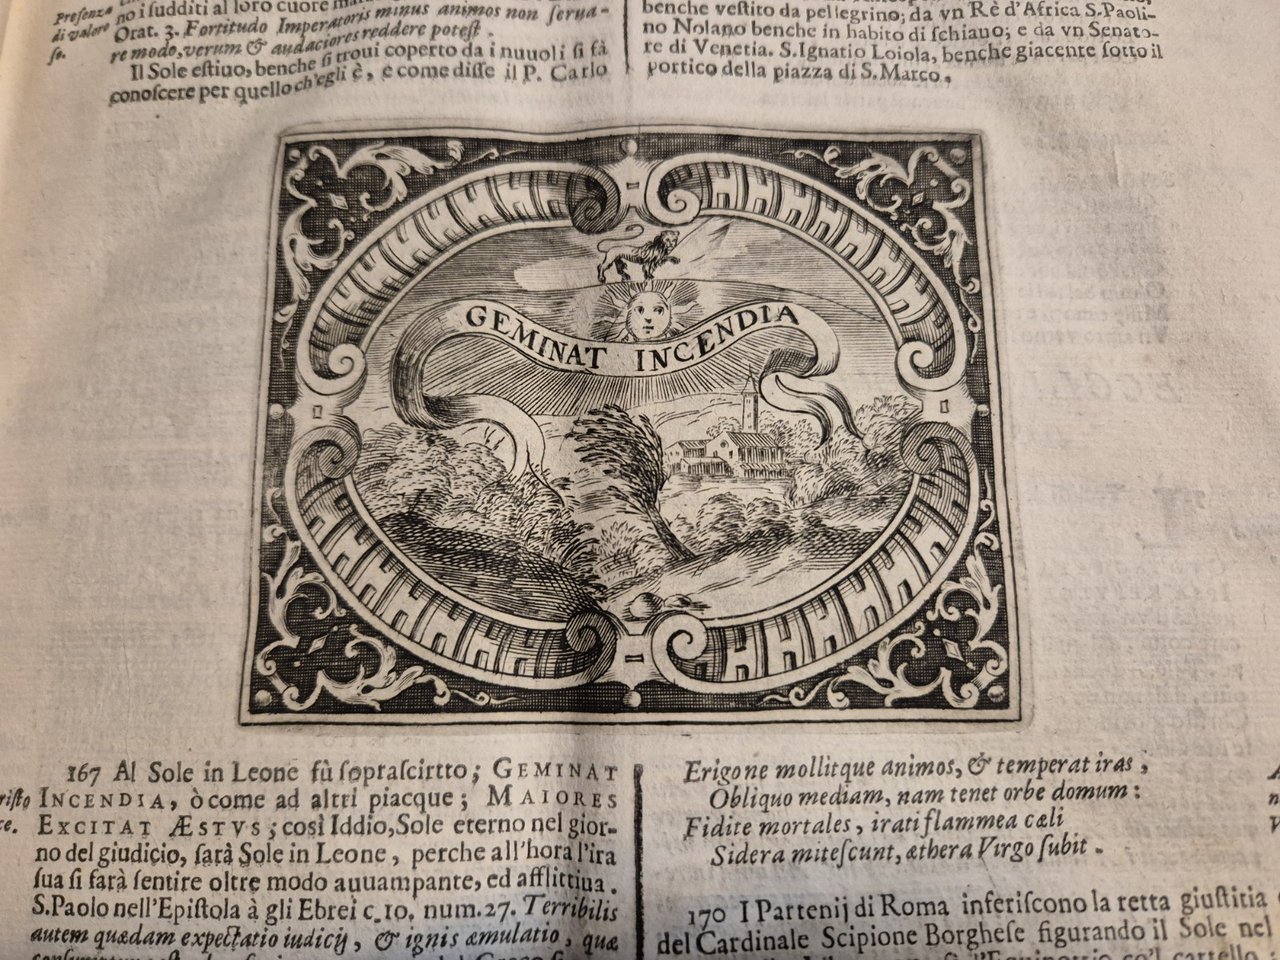 Presenza
di valore
so.
no i sudditi al loro cuore
Orat. 3. Fortitudo Imperatoris minus animos non serua-
re modo, verum & audaciores reddere potest.
Il Sole estiuo, benche si troui coperto da i nuuoli si fà
conoscere per quello ch'egli è, e come disse il P. Carlo
benche vestito da pellegrino; da vn Rè d'Africa S. Paoli-
no Nolano benche in habito di schiauo; e da vn Senato-
re di Venetia. S. Ignatio Loiola, benche giacente sotto il
portico della piazza di S. Marco.
GEMINAT INCENDIA
167 Al Sole in Leone fù soprascirtto; GEMINAT
INCENDIA, ò come ad altri piacque; MAIORES
EXCITAT ÆSTVS; così Iddio, Sole eterno nel gior-
no del giudicio, sarà Sole in Leone, perche all'hora l'ira
sua si farà sentire oltre modo auuampante, ed afflittiua.
S. Paolo nell'Epistola à gli Ebrei c. 10. num. 27. Terribilis
autem quædam expectatio iudicij, & ignis æmulatio, quæ
Erigone mollitque animos, & temperat iras,
Obliquo mediam, nam tenet orbe domum:
Fidite mortales, irati flammea cæli
Sidera mitescunt, æthera Virgo subit.
170 I Partenij di Roma inferiscono la retta giustitia
del Cardinale Scipione Borghese figurando il Sole nel